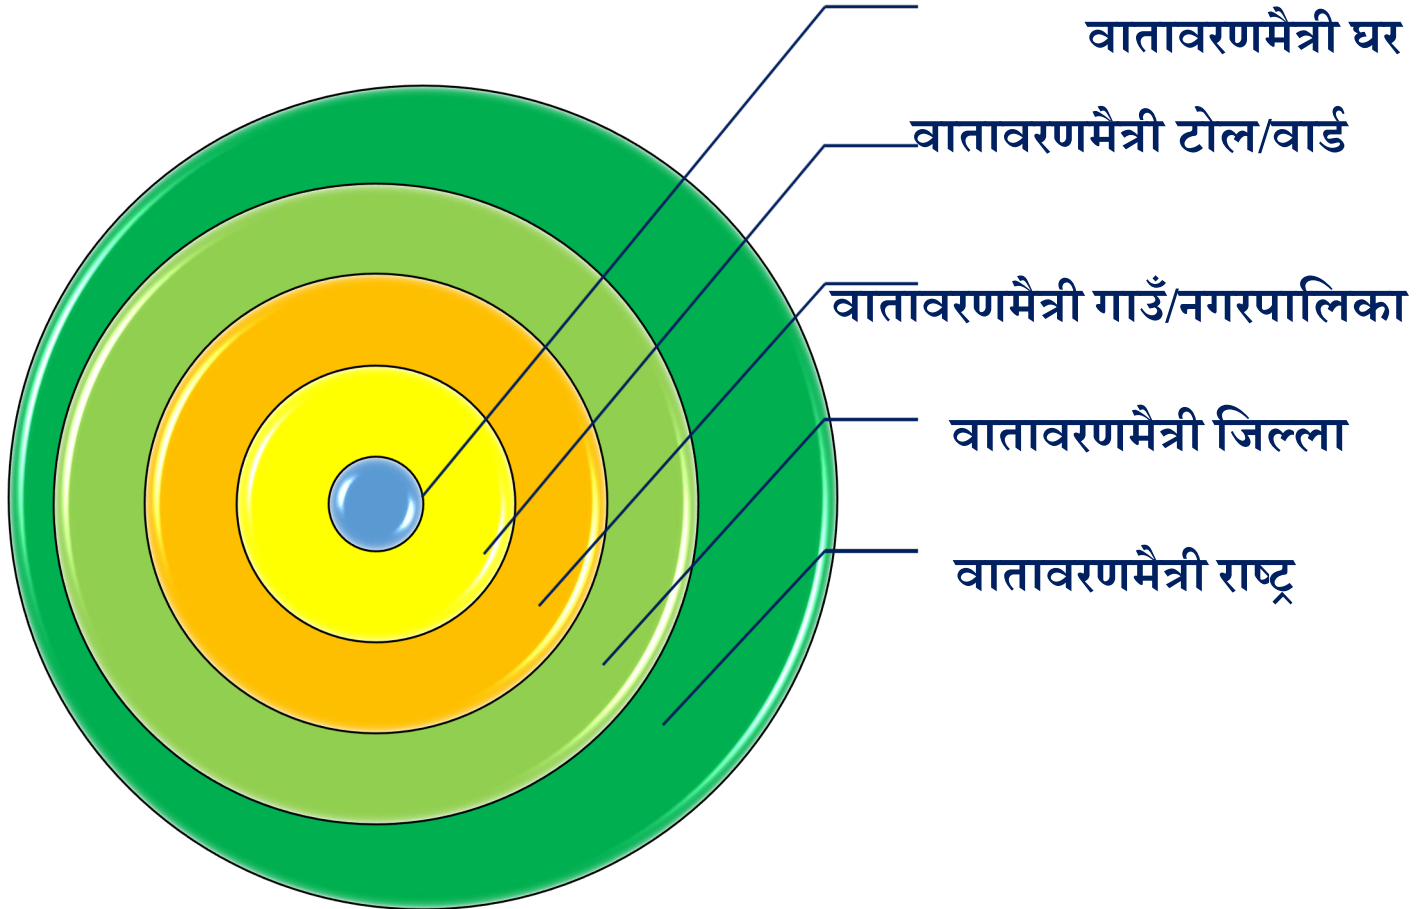 वातावरणमैत्री घर
वातावरणमैत्री टोल/वार्ड
वातावरणमैत्री गाउँ/नगरपालिका
वातावरणमैत्री जिल्ला
वातावरणमैत्री राष्ट्र